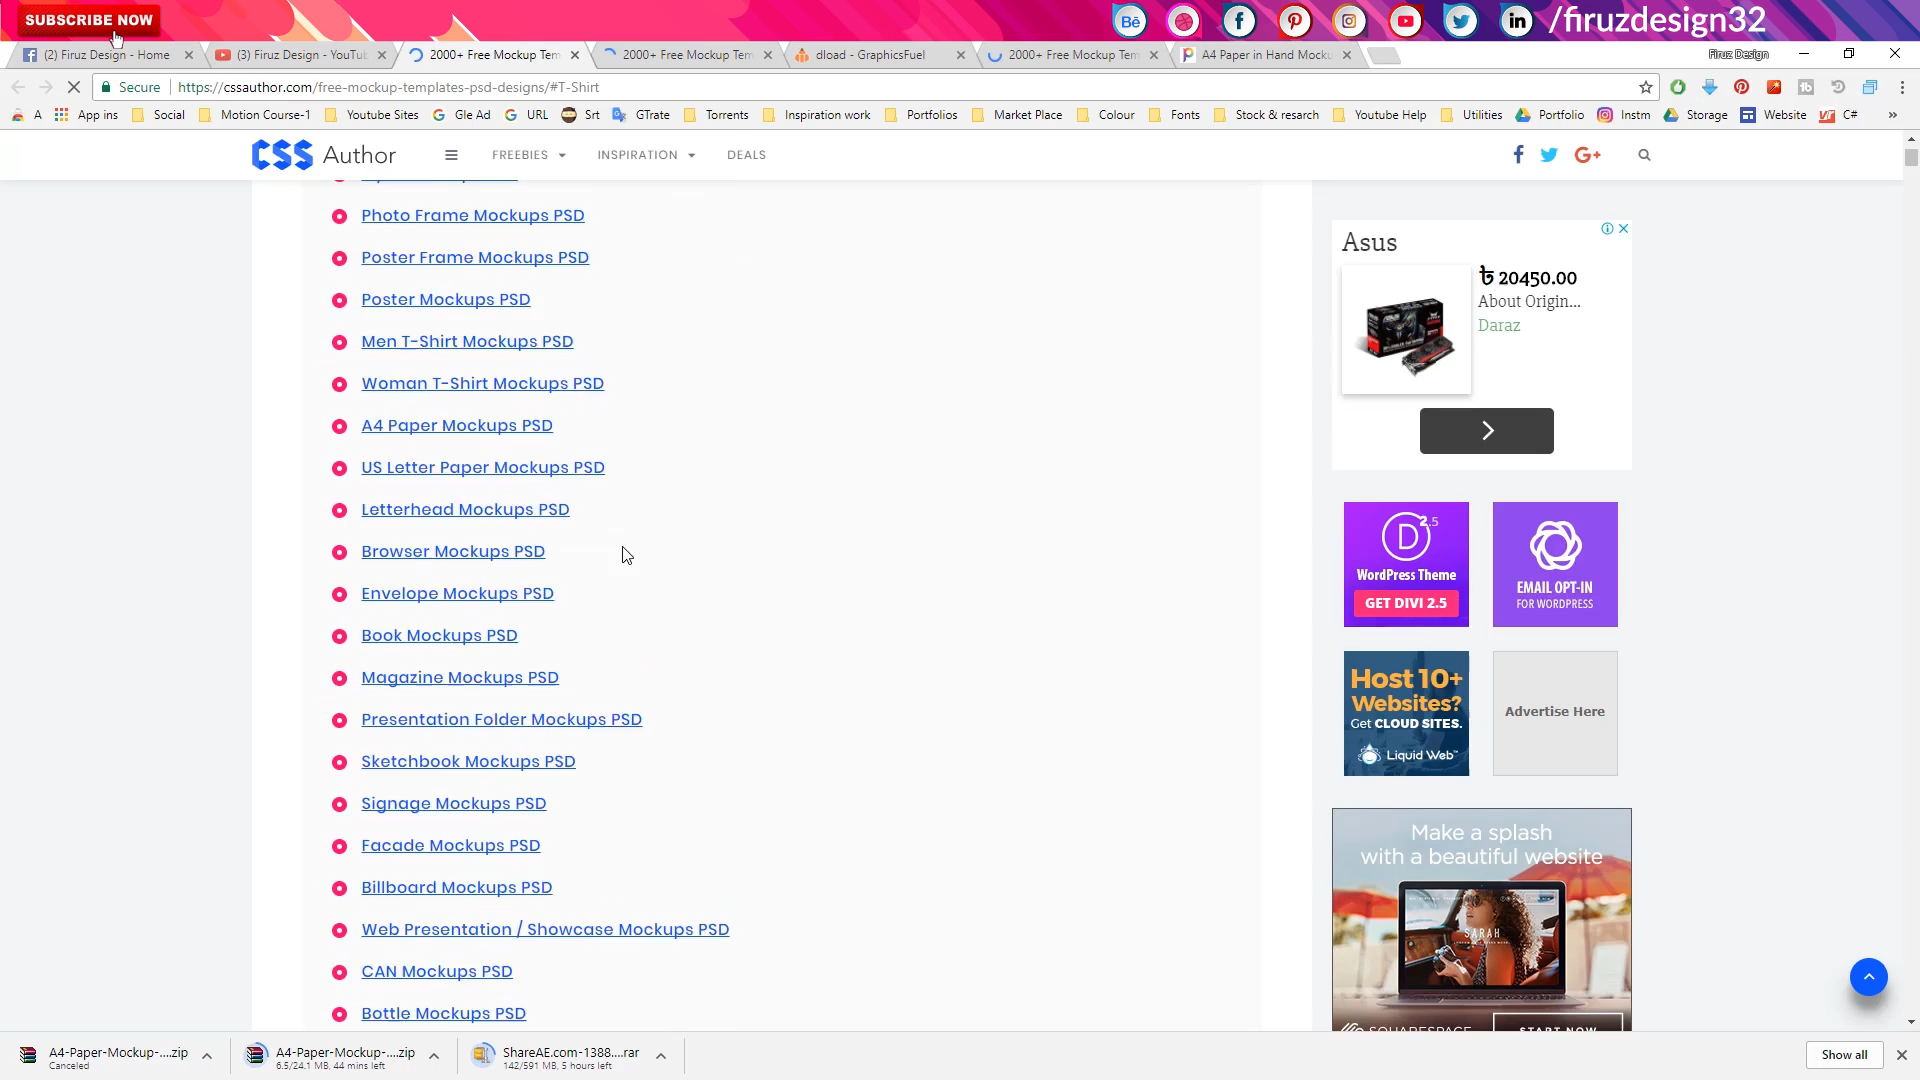 SUBSCRIBE NOW
Bē
/firuzdesign32
(2) Firuz Design - Home
(3) Firuz Design - YouTub
2000+ Free Mockup Tem
2000+ Free Mockup Tem
dload - GraphicsFuel
2000+ Free Mockup Tem
A4 Paper in Hand Mocku
Firuz Design
Secure
https://cssauthor.com/free-mockup-templates-psd-designs/#T-Shirt
A
App ins
Social
Motion Course-1
Youtube Sites
Gle Ad
URL
Srt
GTrate
Torrents
Inspiration work
Portfolios
Market Place
Colour
Fonts
Stock & resarch
Youtube Help
Utilities
Portfolio
Instm
Storage
Website
C#
CSS Author
FREEBIES
INSPIRATION
DEALS
Photo Frame Mockups PSD
Poster Frame Mockups PSD
Poster Mockups PSD
Men T-Shirt Mockups PSD
Woman T-Shirt Mockups PSD
A4 Paper Mockups PSD
US Letter Paper Mockups PSD
Letterhead Mockups PSD
Browser Mockups PSD
Envelope Mockups PSD
Book Mockups PSD
Magazine Mockups PSD
Presentation Folder Mockups PSD
Sketchbook Mockups PSD
Signage Mockups PSD
Facade Mockups PSD
Billboard Mockups PSD
Web Presentation / Showcase Mockups PSD
CAN Mockups PSD
Bottle Mockups PSD
Asus
৳ 20450.00
About Origin...
Daraz
D 2.5
WordPress Theme
GET DIVI 2.5
EMAIL OPT-IN
FOR WORDPRESS
Host 10+
Websites?
Get CLOUD SITES.
Liquid Web™
Advertise Here
Make a splash
with a beautiful website
SARAH
SQUARESPACE
START NOW
A4-Paper-Mockup-....zip
Canceled
A4-Paper-Mockup-....zip
6.5/24.1 MB, 44 mins left
ShareAE.com-1388....rar
142/591 MB, 5 hours left
Show all